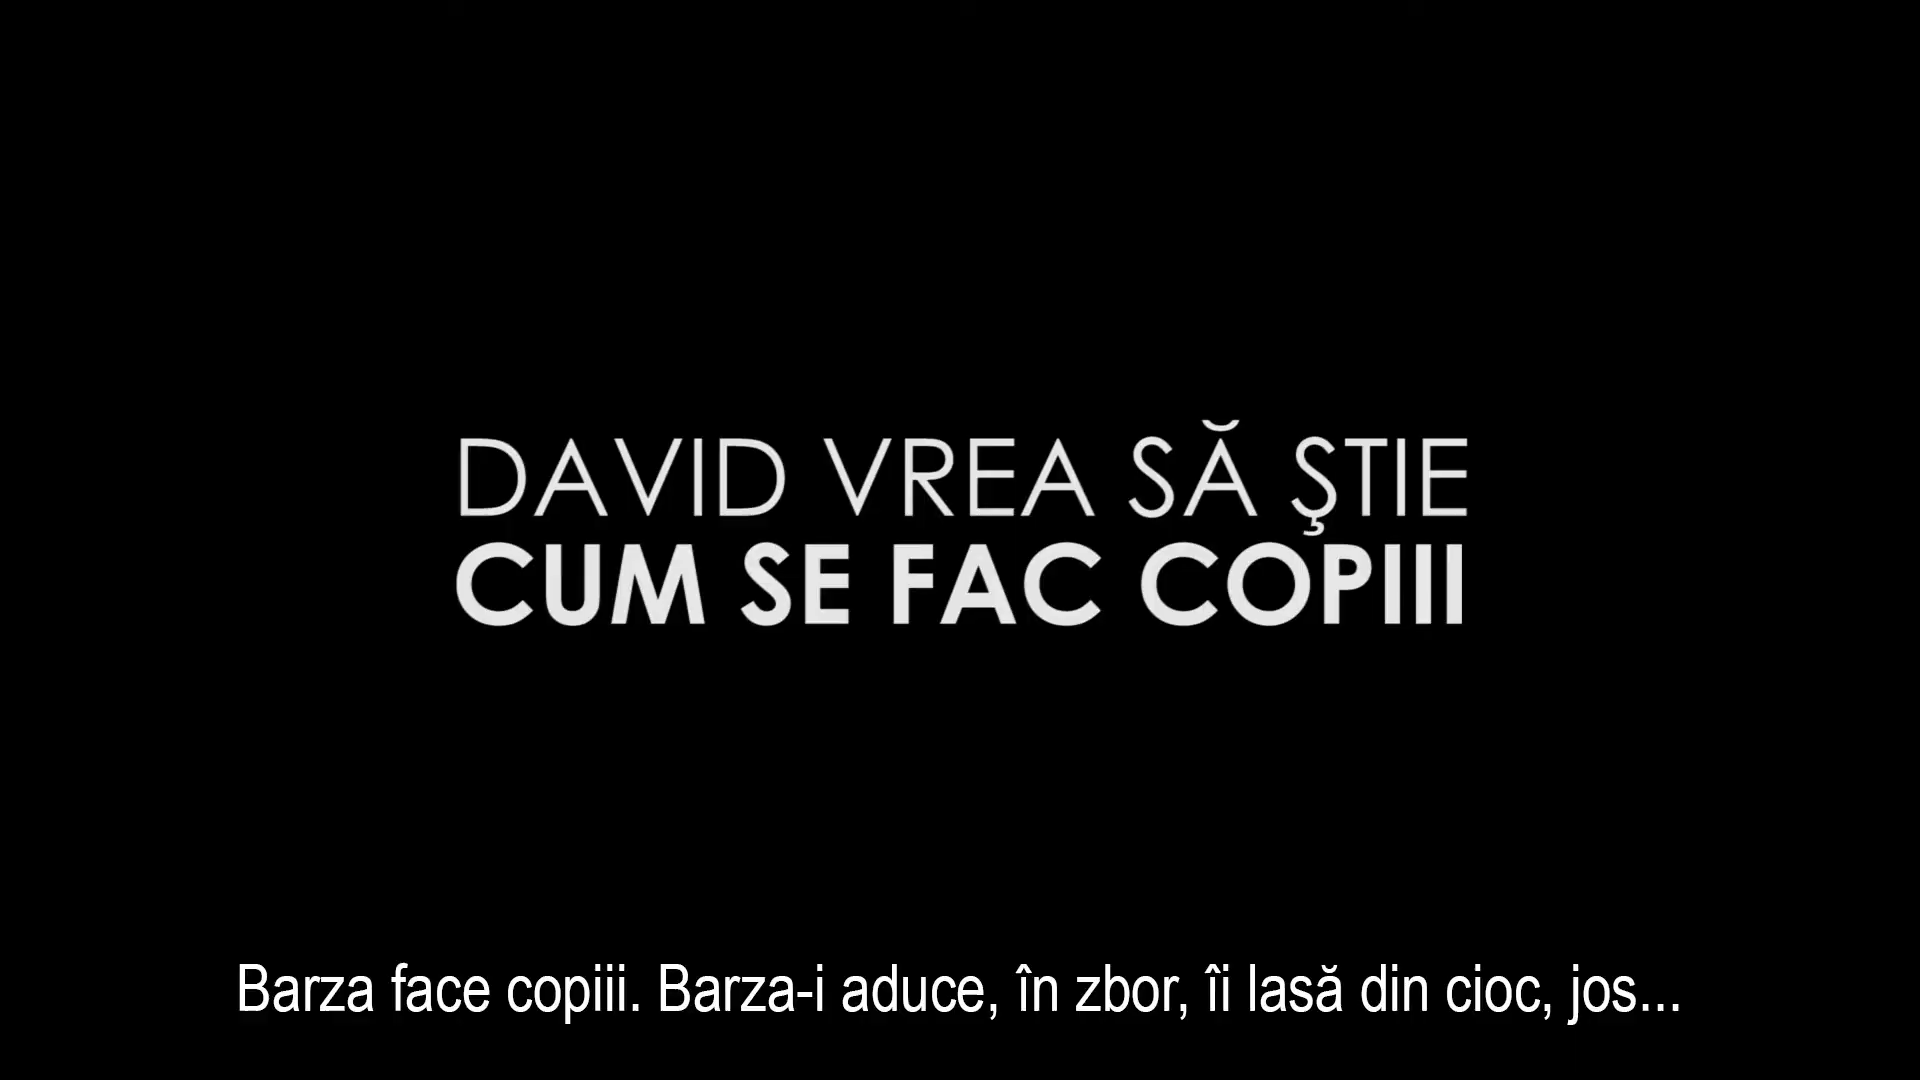 DAVID VREA SĂ ŞTIE
CUM SE FAC COPIII
Barza face copiii. Barza-i aduce, în zbor, îi lasă din cioc, jos...